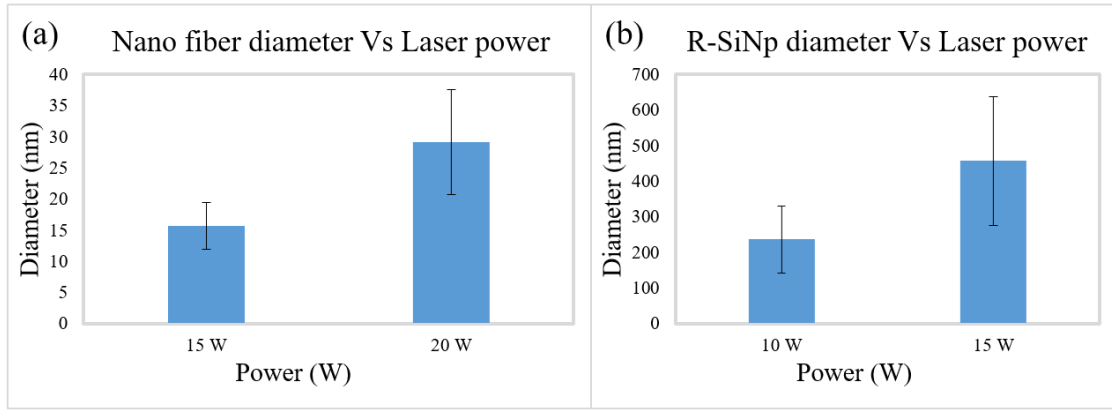 (a) Nano fiber diameter Vs Laser power
Diameter (nm)
40
35
30
25
20
15
10
5
0
15 W
20 W
Power (W)
(b) R-SiNp diameter Vs Laser power
Diameter (nm)
700
600
500
400
300
200
100
0
10 W
15 W
Power (W)